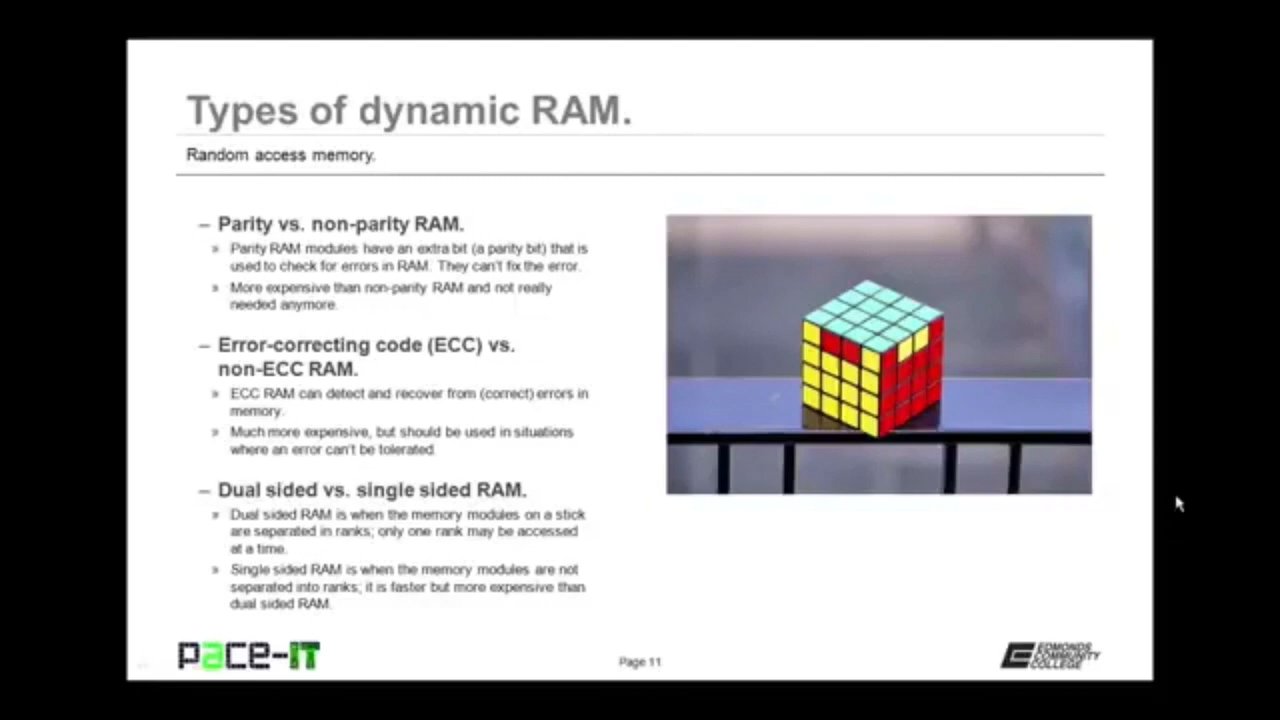 Types of dynamic RAM.
Random access memory.
– Parity vs. non-parity RAM.
» Parity RAM modules have an extra bit (a parity bit) that is
used to check for errors in RAM. They can't fix the error.
» More expensive than non-parity RAM and not really
needed anymore.
– Error-correcting code (ECC) vs.
non-ECC RAM.
» ECC RAM can detect and recover from (correct) errors in
memory.
» Much more expensive, but should be used in situations
where an error can't be tolerated.
– Dual sided vs. single sided RAM.
» Dual sided RAM is when the memory modules on a stick
are separated in ranks; only one rank may be accessed
at a time.
» Single sided RAM is when the memory modules are not
separated into ranks; it is faster but more expensive than
dual sided RAM.
pace-IT
Page 11
EDMONDS
COMMUNITY
COLLEGE